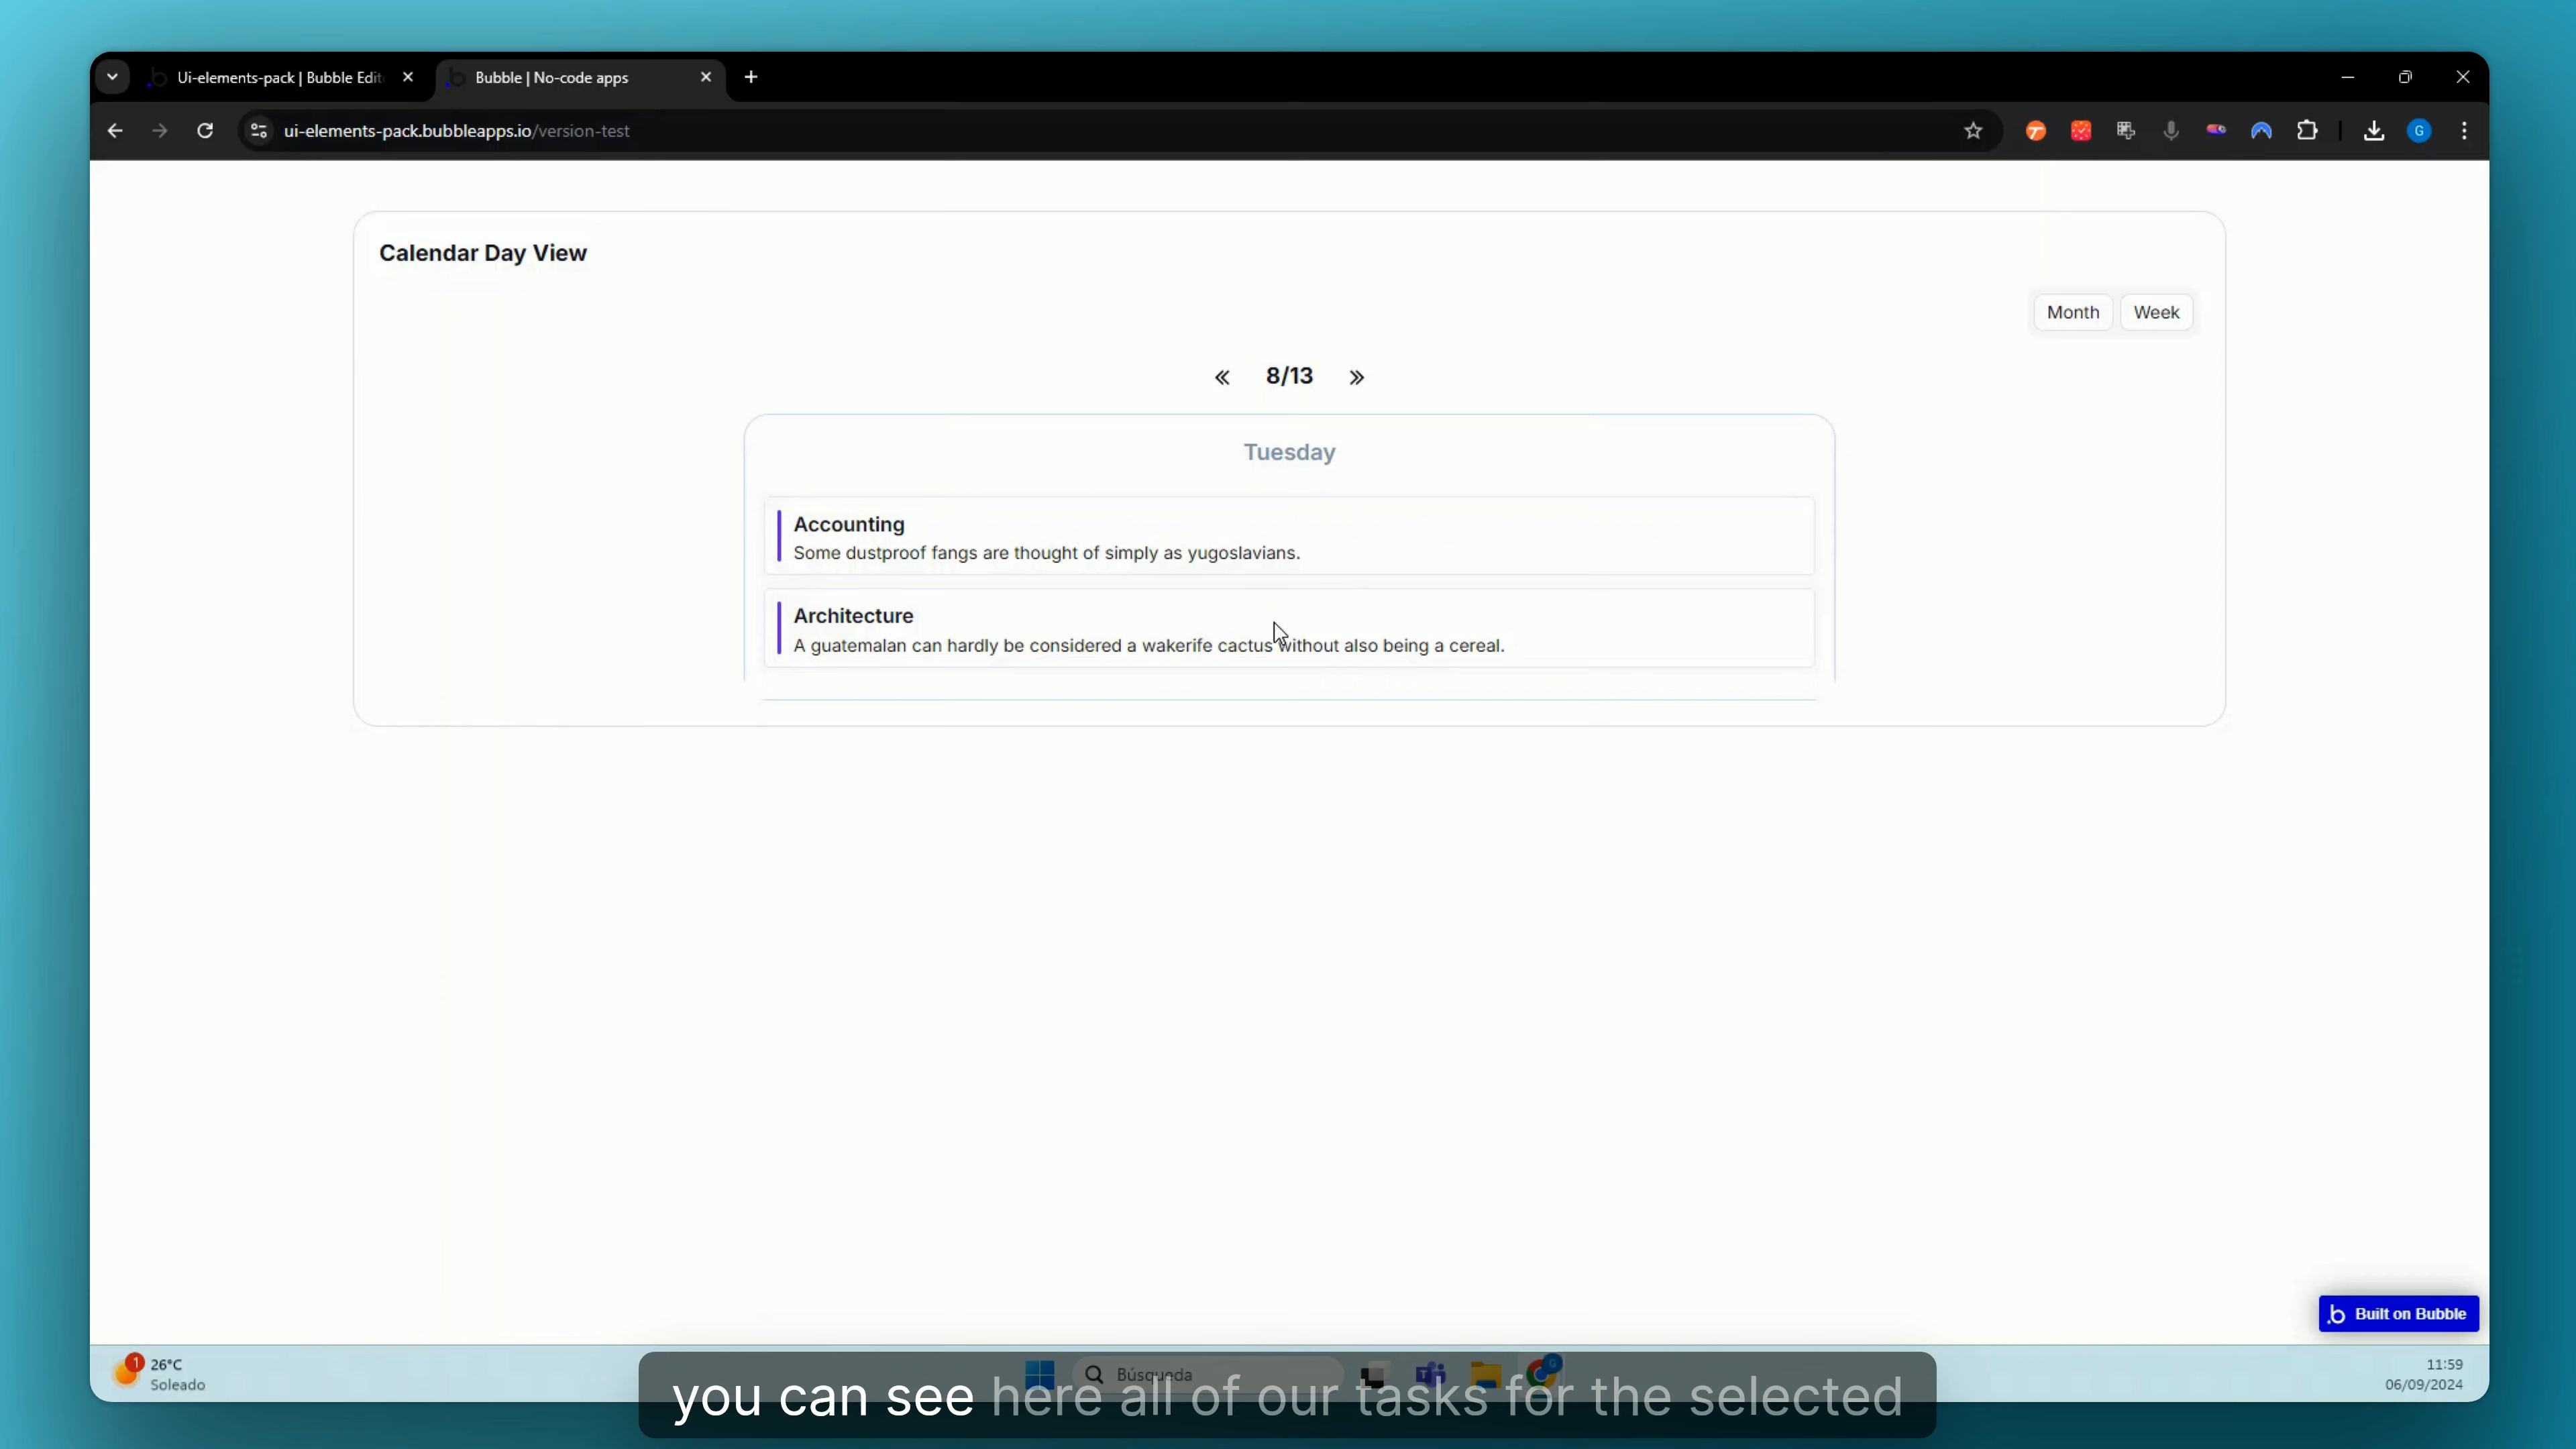 Ui-elements-pack | Bubble Edit
Bubble | No-code apps
ui-elements-pack.bubbleapps.io/version-test
G
Calendar Day View
Month
Week
8/13
Tuesday
Accounting
Some dustproof fangs are thought of simply as yugoslavians.
Architecture
A guatemalan can hardly be considered a wakerife cactus without also being a cereal.
Built on Bubble
1
26°C
Soleado
Búsqueda
G
11:59
06/09/2024
you can see here all of our tasks for the selected